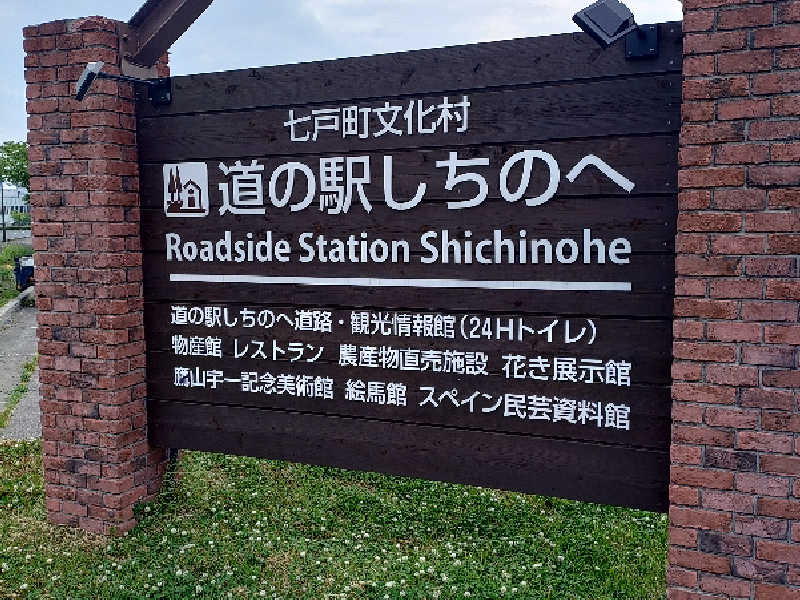 七戸町文化村
道の駅しちのへ
Roadside Station Shichinohe
道の駅しちのへ道路・観光情報館(24Hトイレ)
物産館 レストラン 農産物直売施設 花き展示館
鷹山宇一記念美術館 絵馬館 スペイン民芸資料館